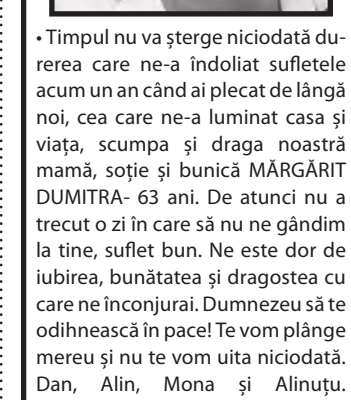 • Timpul nu va șterge niciodată du-
rerea care ne-a îndoliat sufletele
acum un an când ai plecat de lângă
noi, cea care ne-a luminat casa și
viața, scumpa și draga noastră
mamă, soție și bunică MĂRGĂRIT
DUMITRA- 63 ani. De atunci nu a
trecut o zi în care să nu ne gândim
la tine, suflet bun. Ne este dor de
iubirea, bunătatea și dragostea cu
care ne înconjurai. Dumnezeu să te
odihnească în pace! Te vom plânge
mereu și nu te vom uita niciodată.
Dan, Alin, Mona și Alinuțu.